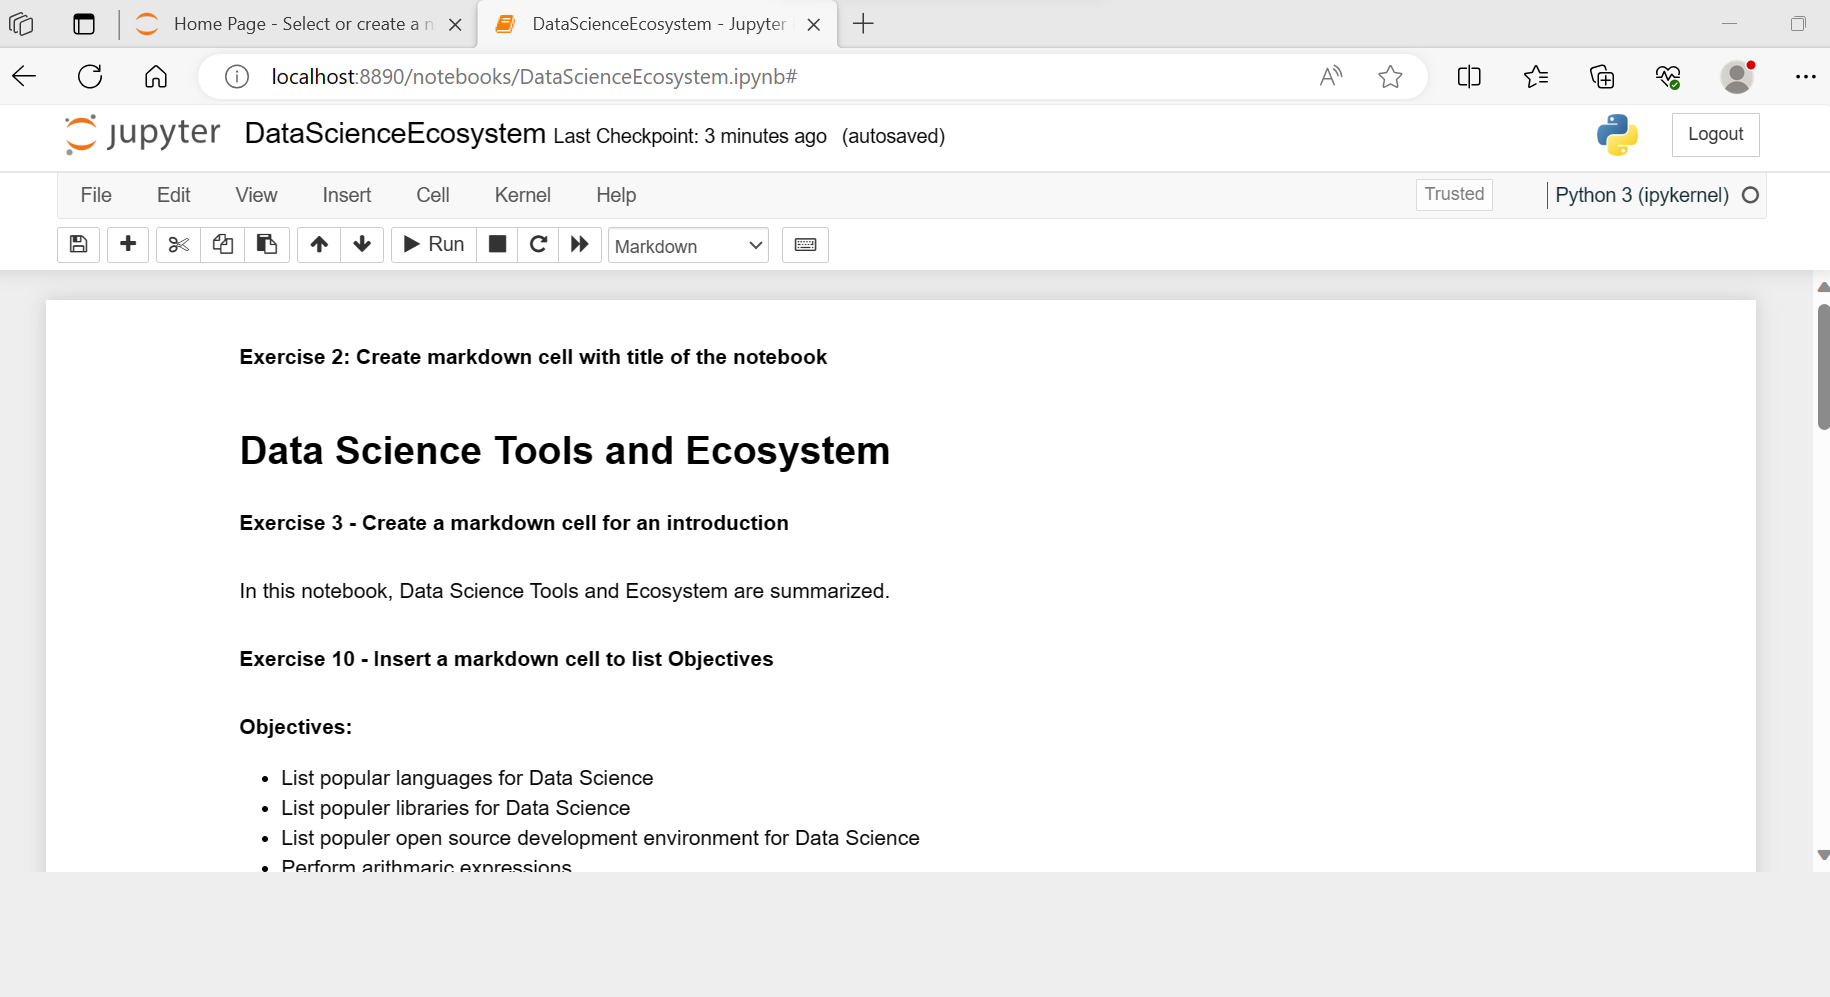 Home Page - Select or create a n
DataScienceEcosystem - Jupyter
localhost:8890/notebooks/DataScienceEcosystem.ipynb#
jupyter DataScienceEcosystem Last Checkpoint: 3 minutes ago (autosaved)
Logout
File Edit View Insert Cell Kernel Help
Trusted
Python 3 (ipykernel)
Run
Markdown
Exercise 2: Create markdown cell with title of the notebook
Data Science Tools and Ecosystem
Exercise 3 - Create a markdown cell for an introduction
In this notebook, Data Science Tools and Ecosystem are summarized.
Exercise 10 - Insert a markdown cell to list Objectives
Objectives:
• List popular languages for Data Science
• List populer libraries for Data Science
• List populer open source development environment for Data Science
• Perform arithmaric expressions